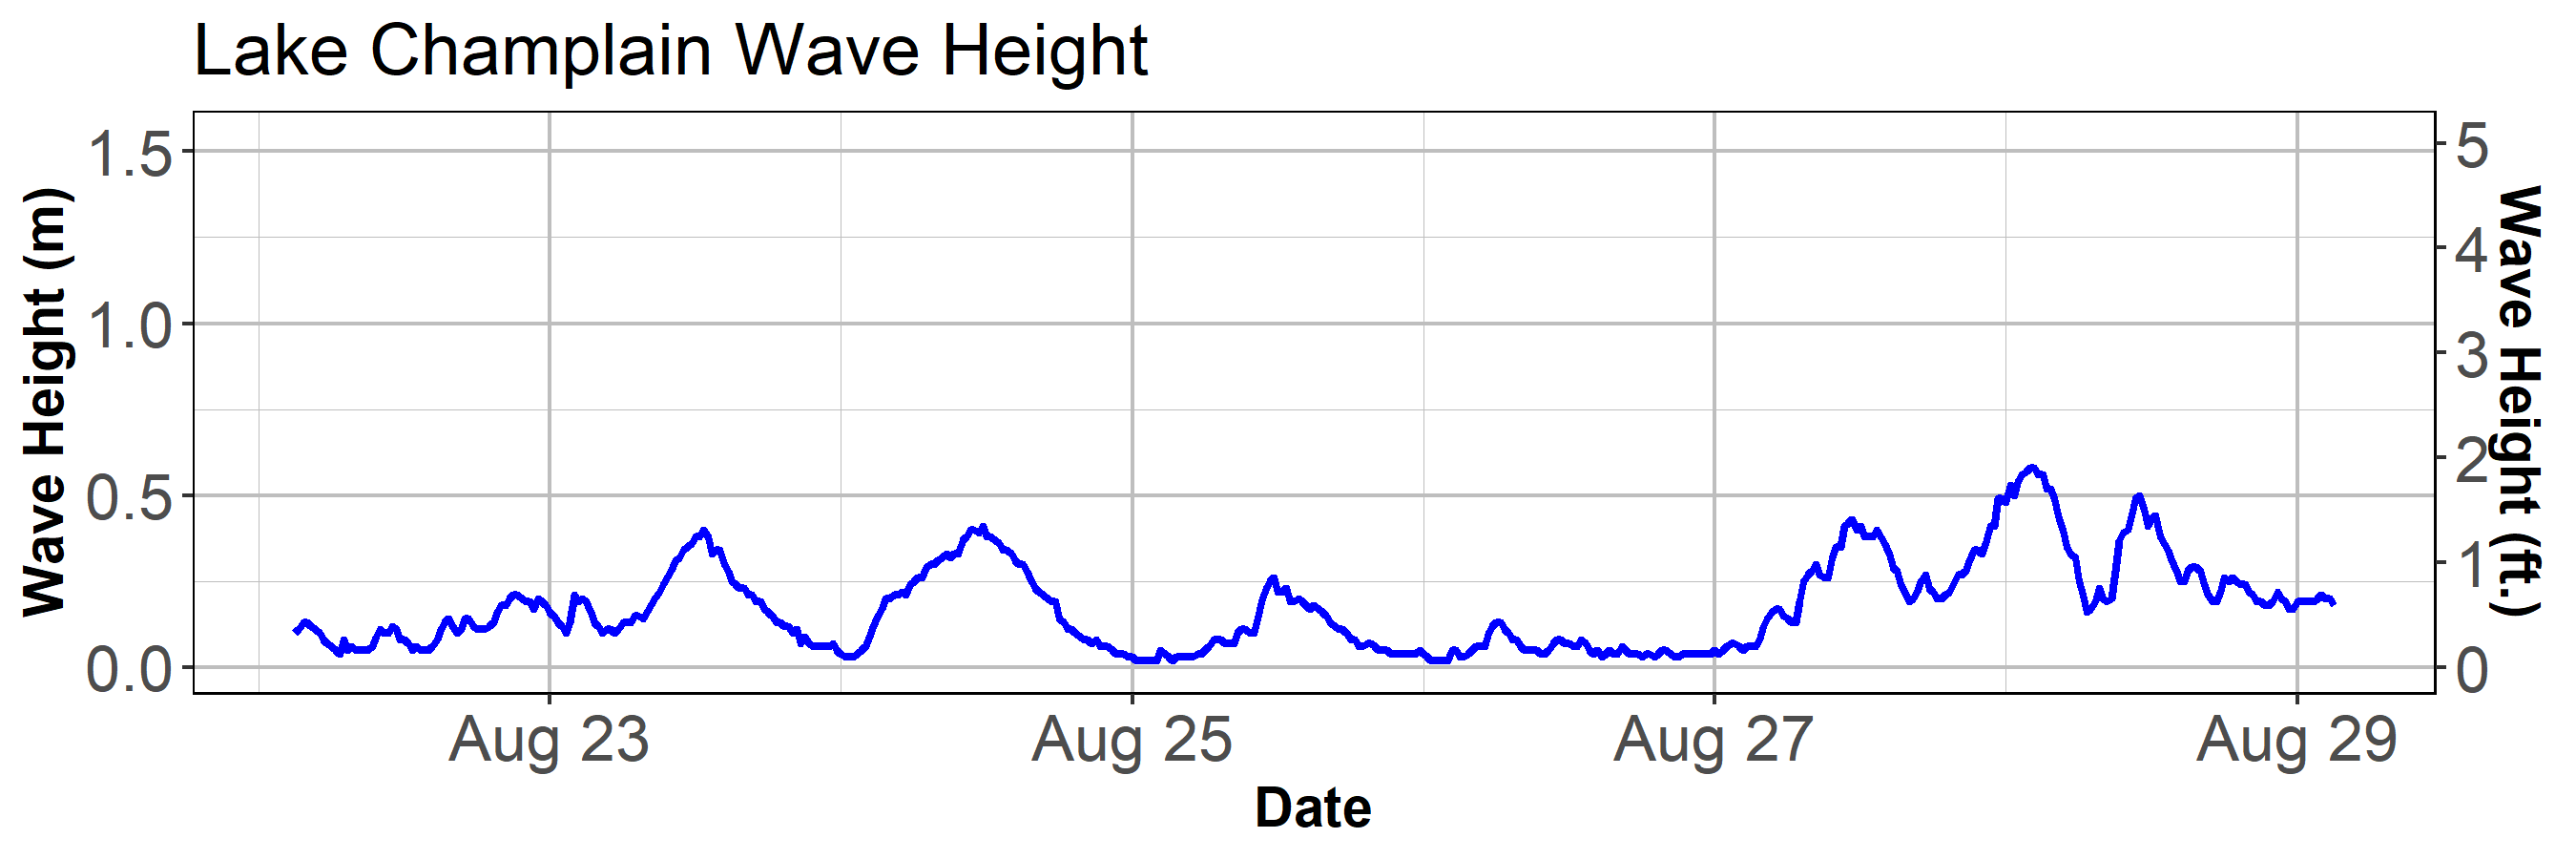 Lake Champlain Wave Height
Wave Height (m)
1.5
1.0
0.5
0.0
5
4
3
2
1
0
Wave Height (ft.)
Aug 23
Aug 25
Aug 27
Aug 29
Date